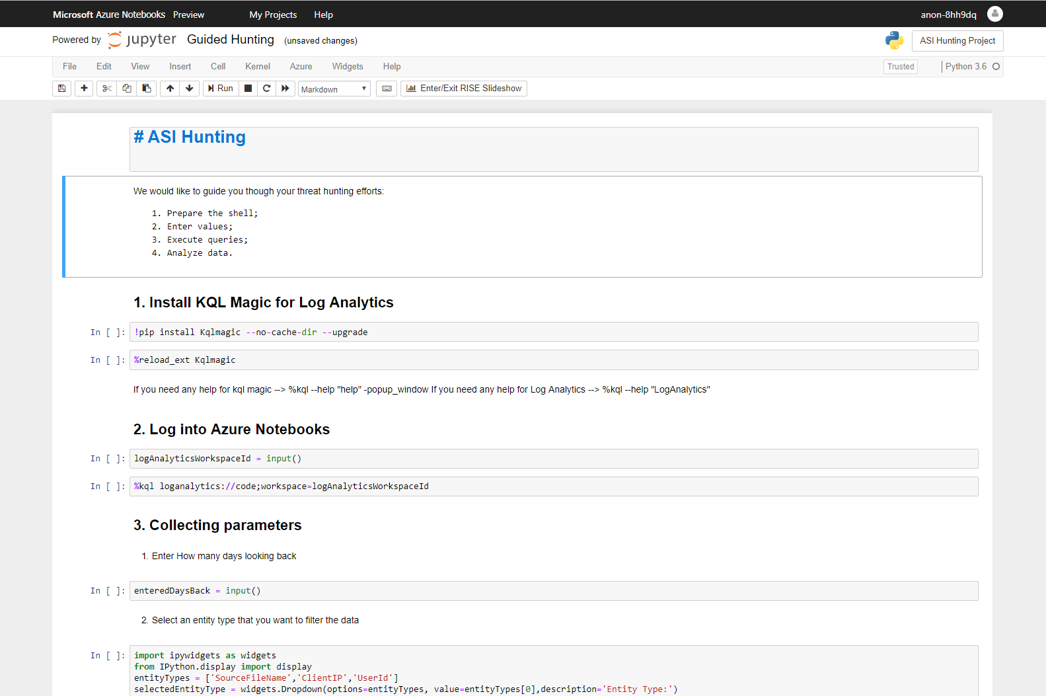 Microsoft Azure Notebooks Preview My Projects Help anon-8hh9dq
Powered by jupyter Guided Hunting (unsaved changes) ASI Hunting Project
File Edit View Insert Cell Kernel Azure Widgets Help Trusted Python 3.6
Run Markdown Enter/Exit RISE Slideshow
# ASI Hunting
We would like to guide you though your threat hunting efforts:
1. Prepare the shell;
2. Enter values;
3. Execute queries;
4. Analyze data.
1. Install KQL Magic for Log Analytics
In [ ]: !pip install Kqlmagic --no-cache-dir --upgrade
In [ ]: %reload_ext Kqlmagic
If you need any help for kql magic --> %kql --help "help" -popup_window If you need any help for Log Analytics --> %kql --help "LogAnalytics"
2. Log into Azure Notebooks
In [ ]: logAnalyticsWorkspaceId = input()
In [ ]: %kql loganalytics://code;workspace=logAnalyticsWorkspaceId
3. Collecting parameters
1. Enter How many days looking back
In [ ]: enteredDaysBack = input()
2. Select an entity type that you want to filter the data
In [ ]: import ipywidgets as widgets
from IPython.display import display
entityTypes = ['SourceFileName','ClientIP','UserId']
selectedEntityType = widgets.Dropdown(options=entityTypes, value=entityTypes[0],description='Entity Type:')